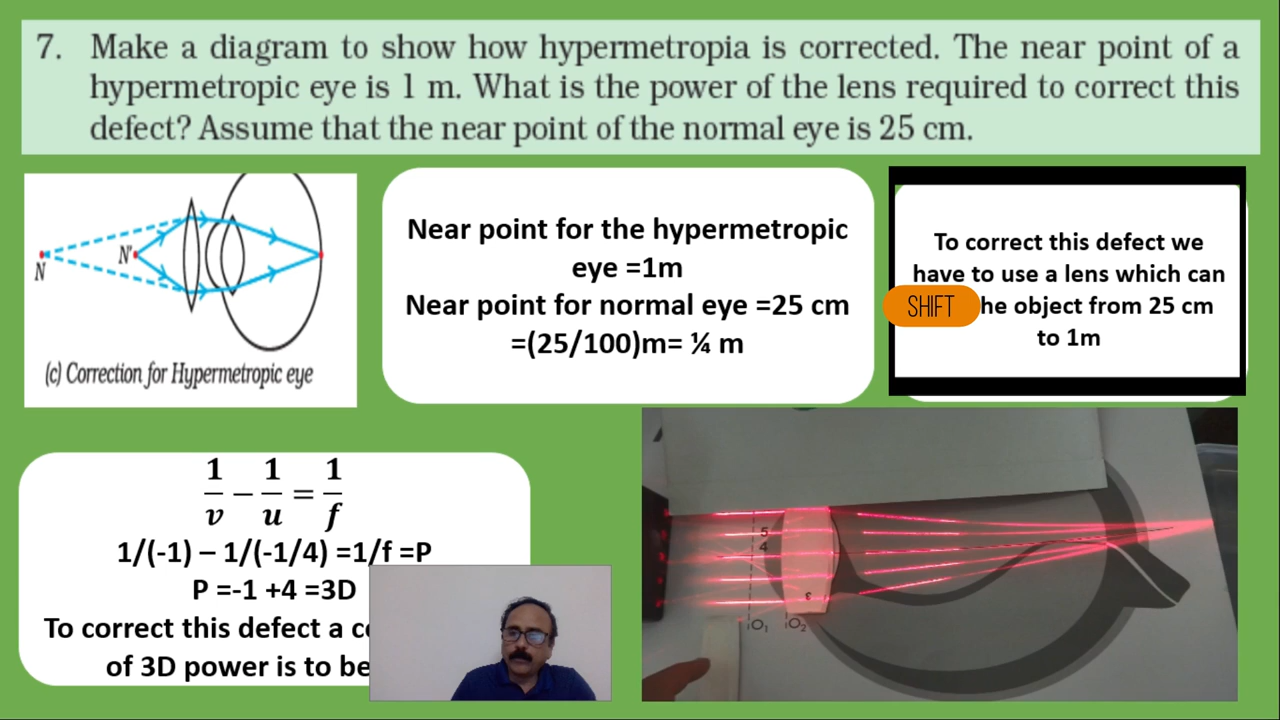 7. Make a diagram to show how hypermetropia is corrected. The near point of a
hypermetropic eye is 1 m. What is the power of the lens required to correct this
defect? Assume that the near point of the normal eye is 25 cm.
N
N'
(c) Correction for Hypermetropic eye
Near point for the hypermetropic
eye =1m
Near point for normal eye =25 cm
=(25/100)m= ¼ m
To correct this defect we
have to use a lens which can
SHIFT he object from 25 cm
to 1m
1/v − 1/u = 1/f
1/(-1) – 1/(-1/4) =1/f =P
P =-1 +4 =3D
To correct this defect a
of 3D power is to be
5
4
O₁
O₂